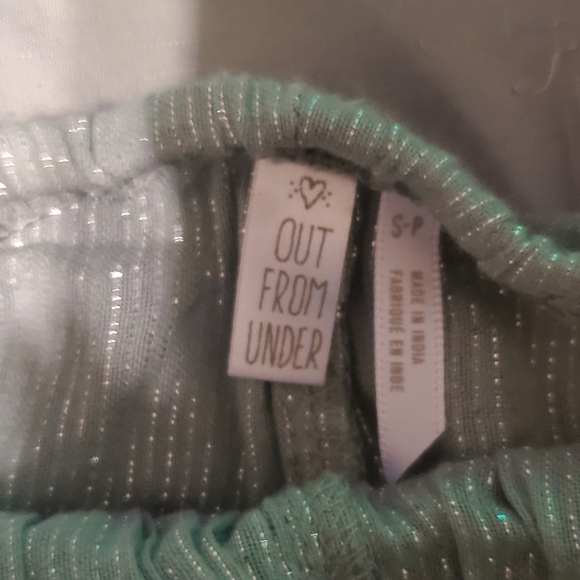 OUT
FROM
UNDER
S-P
MADE IN INDIA
FABRIQUÉ EN INDE